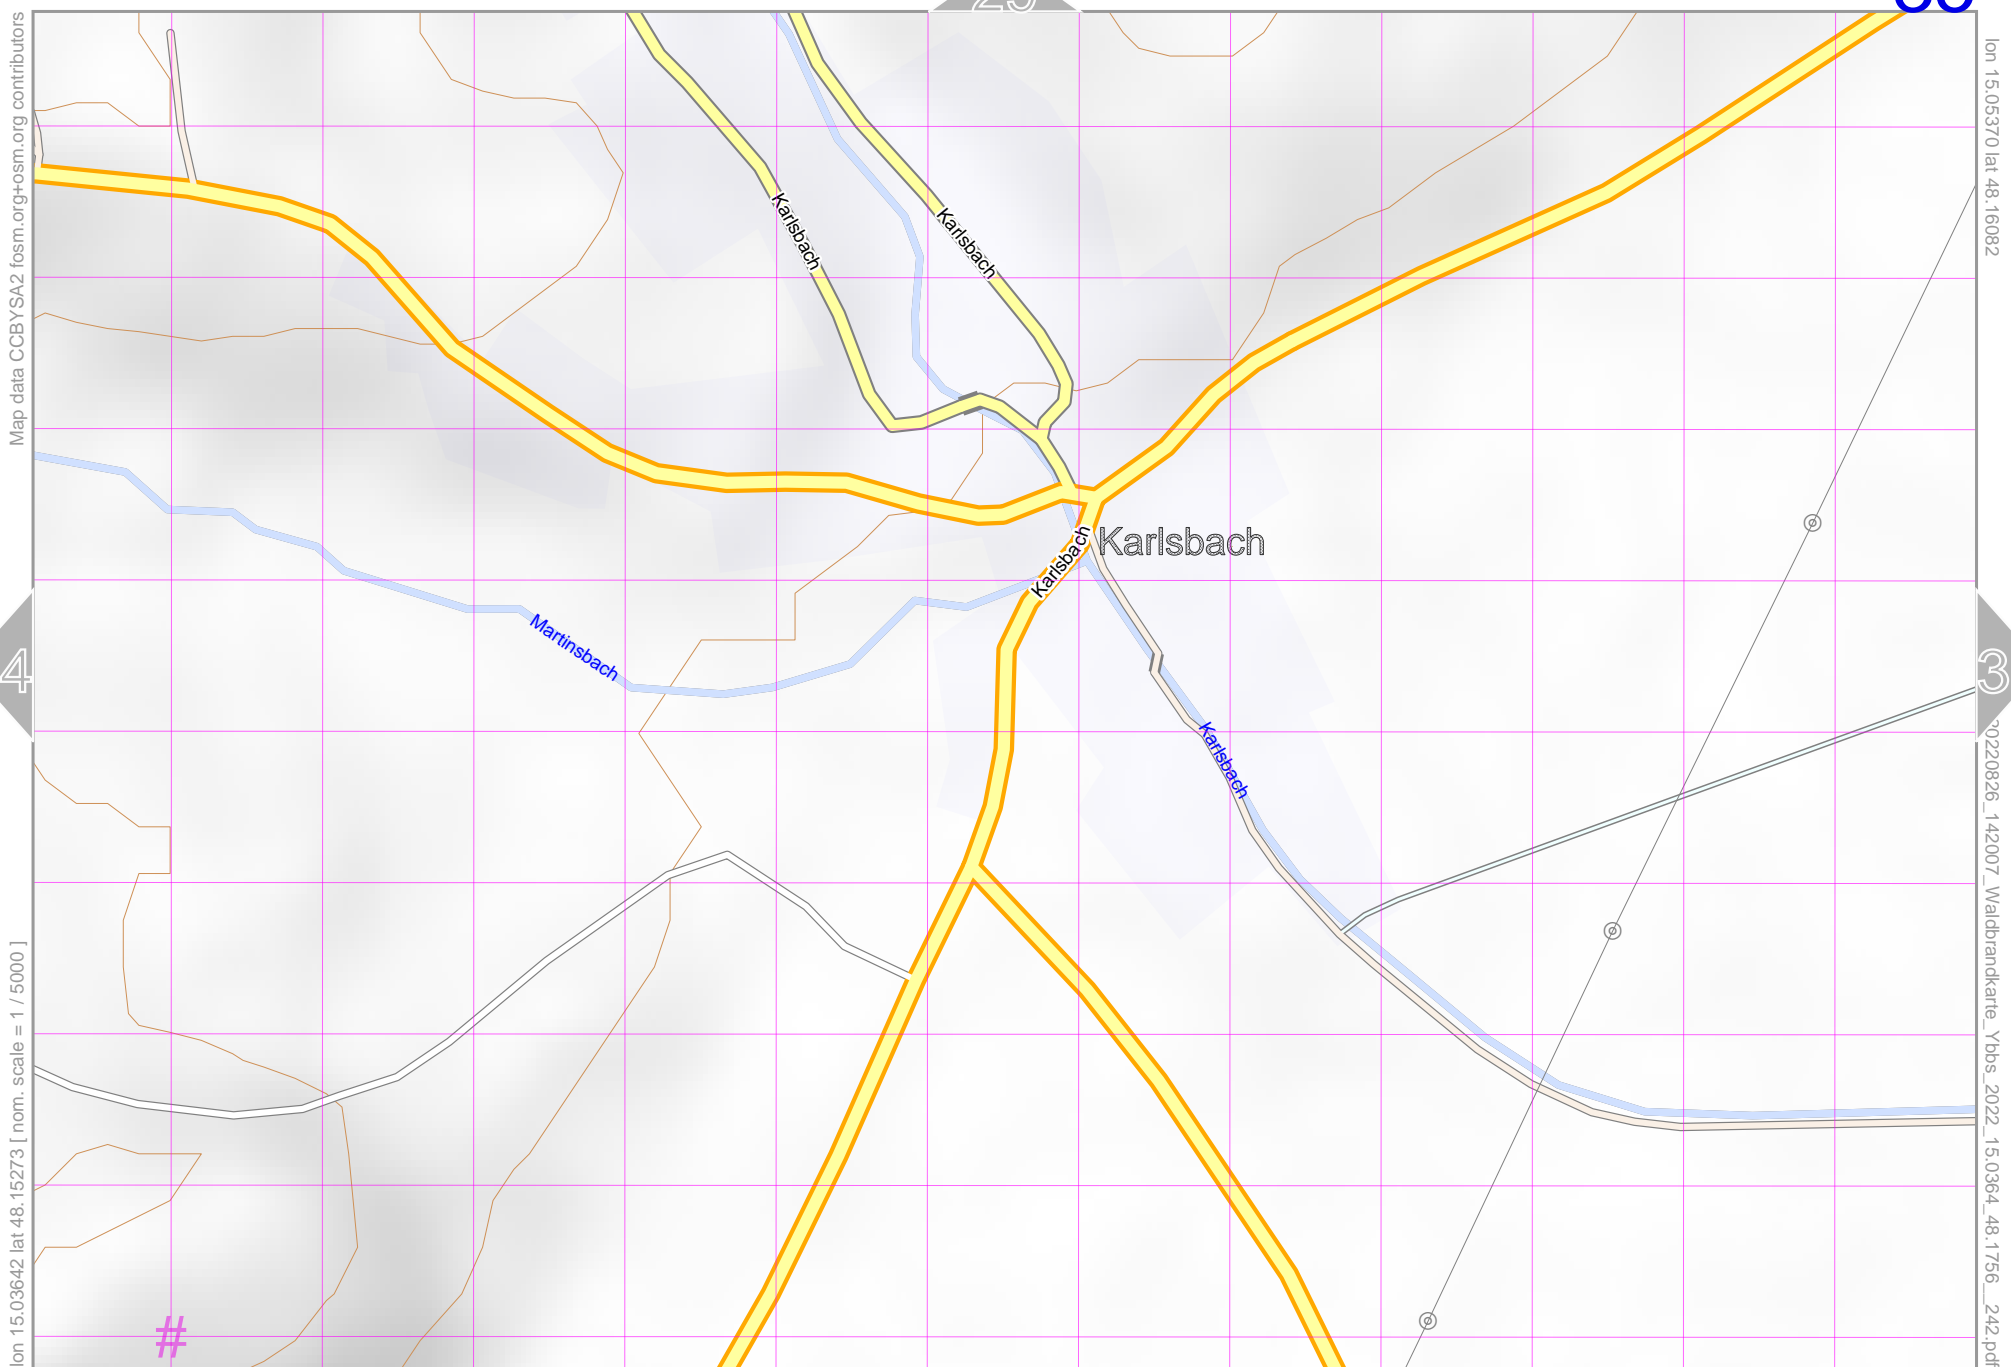 Map data CCBYSA2 fosm.org+osm.org contributors
lon 15.05370 lat 48.16082
Karlsbach
Karlsbach
Karlsbach
Karlsbach
Martinsbach
Karlsbach
4
3
lon 15.03642 lat 48.15273 [ nom. scale = 1 / 5000 ]
20220826_142007_Waldbrandkarte_Ybbs_2022_15.0364_48.1756__242.pdf
#